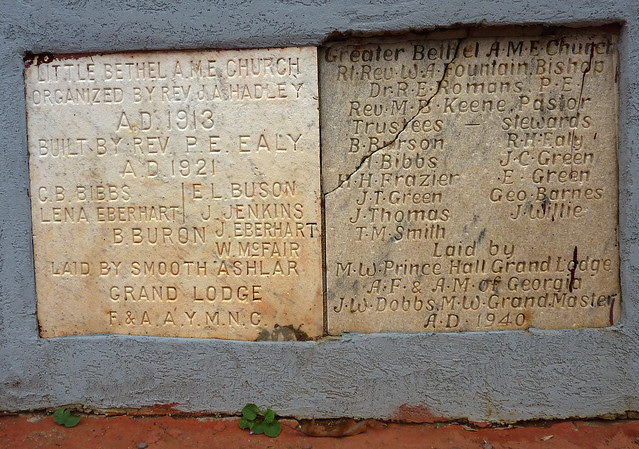 LITTLE BETHEL A.M.E. CHURCH
ORGANIZED BY REV. J.A. HADLEY
A.D. 1913
BUILT BY REV. P.E. EALY
A.D. 1921
C.B. BIBBS E.L. BUSON
LENA EBERHART J. JENKINS
B. BURON J. EBERHART
W. McFAIR
LAID BY SMOOTH ASHLAR
GRAND LODGE
F. & A.A.Y.M.N.C.
Greater Bethel A.M.E. Church
Rt. Rev. W.A. Fountain, Bishop
Dr. R.E. Romans, P.E.
Rev. M.B. Keene, Pastor
Trustees – stewards
B. Burson R.H. Ealy
J. Bibbs J.C. Green
H.H. Frazier E. Green
J.T. Green Geo. Barnes
J. Thomas J. Willie
T.M. Smith
Laid by
M.W. Prince Hall Grand Lodge
A.F. & A.M. of Georgia
J.W. Dobbs, M.W. Grand Master
A.D. 1940